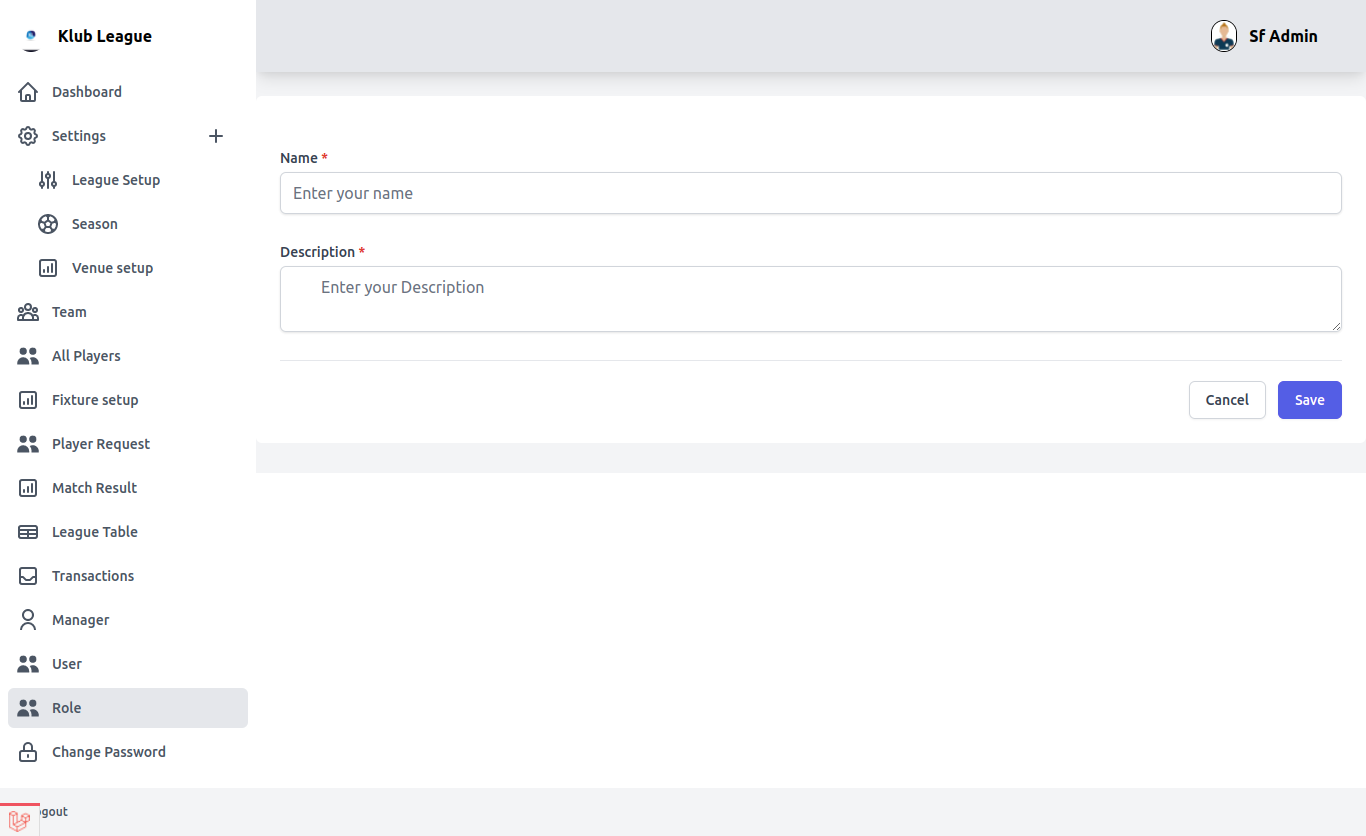 Klub League
Sf Admin
Dashboard
Settings
League Setup
Season
Venue setup
Team
All Players
Fixture setup
Player Request
Match Result
League Table
Transactions
Manager
User
Role
Change Password
ogout
Name *
Enter your name
Description *
Enter your Description
Cancel
Save